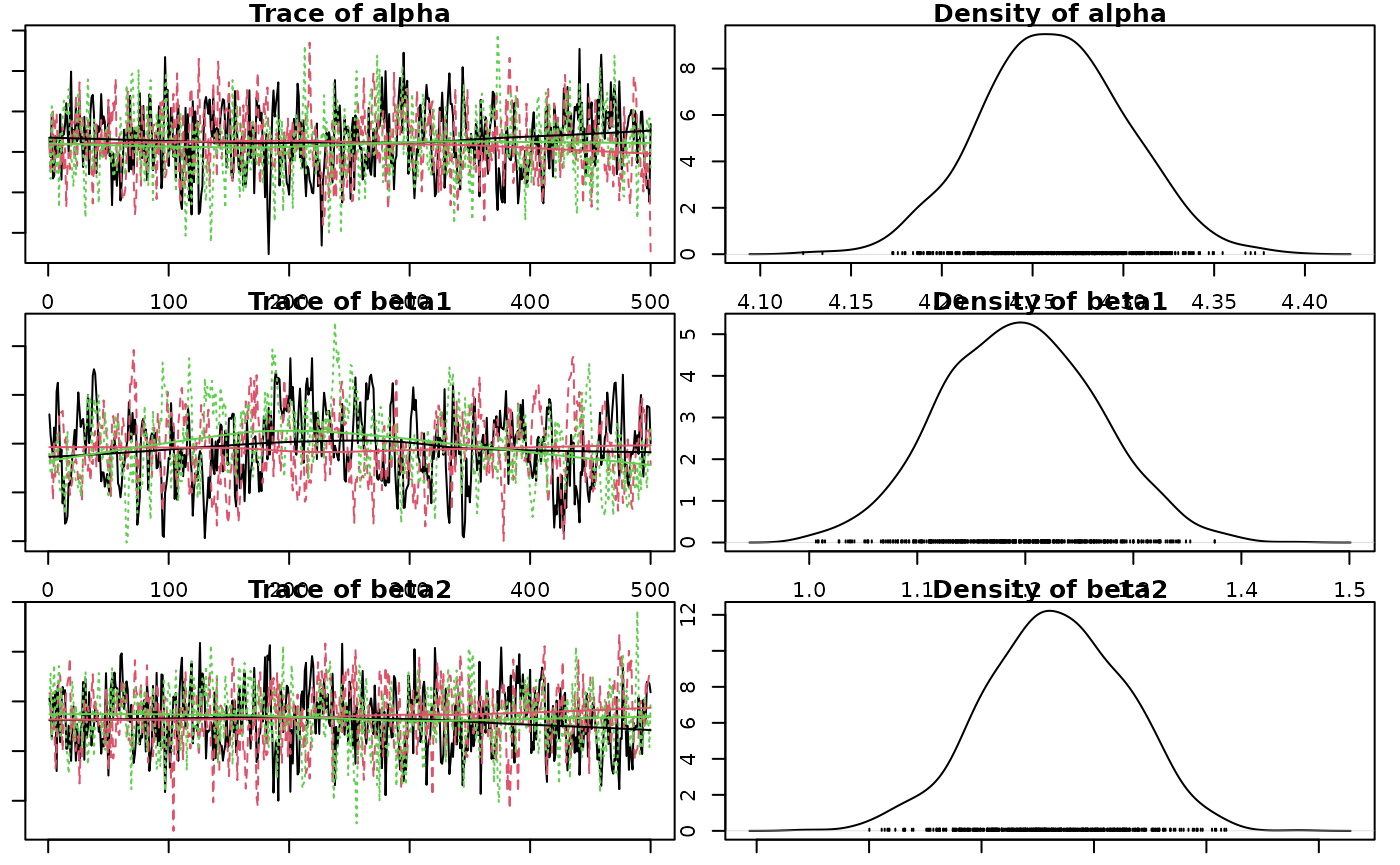 Trace of alpha
Density of alpha
0 2 4 6 8
0 100 200 300 400 500
4.10 4.15 4.20 4.25 4.30 4.35 4.40
Trace of beta1
Density of beta1
0 1 2 3 4 5
0 100 200 300 400 500
1.0 1.1 1.2 1.3 1.4 1.5
Trace of beta2
Density of beta2
0 2 4 6 8 12